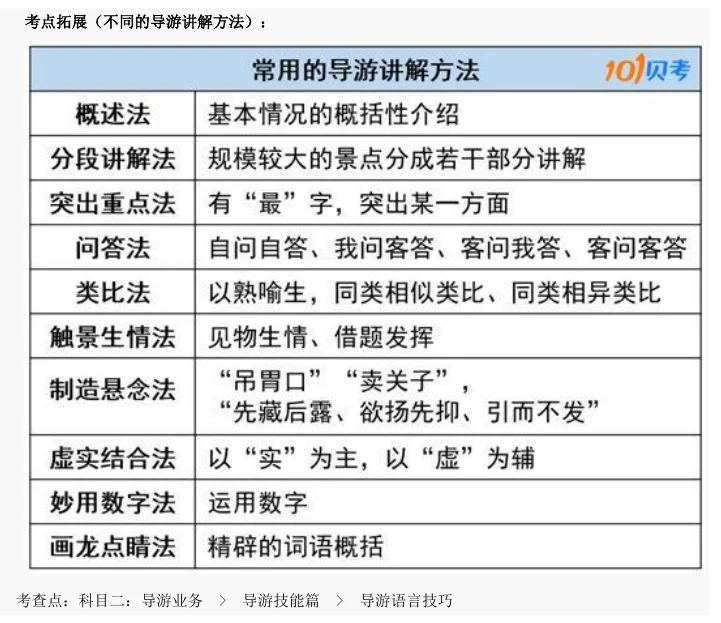 考点拓展（不同的导游讲解方法）：
常用的导游讲解方法 101贝考
概述法 基本情况的概括性介绍
分段讲解法 规模较大的景点分成若干部分讲解
突出重点法 有“最”字，突出某一方面
问答法 自问自答、我问客答、客问我答、客问客答
类比法 以熟喻生，同类相似类比、同类相异类比
触景生情法 见物生情、借题发挥
制造悬念法 “吊胃口”“卖关子”，
“先藏后露、欲扬先抑、引而不发”
虚实结合法 以“实”为主，以“虚”为辅
妙用数字法 运用数字
画龙点睛法 精辟的词语概括
考查点：科目二：导游业务 > 导游技能篇 > 导游语言技巧